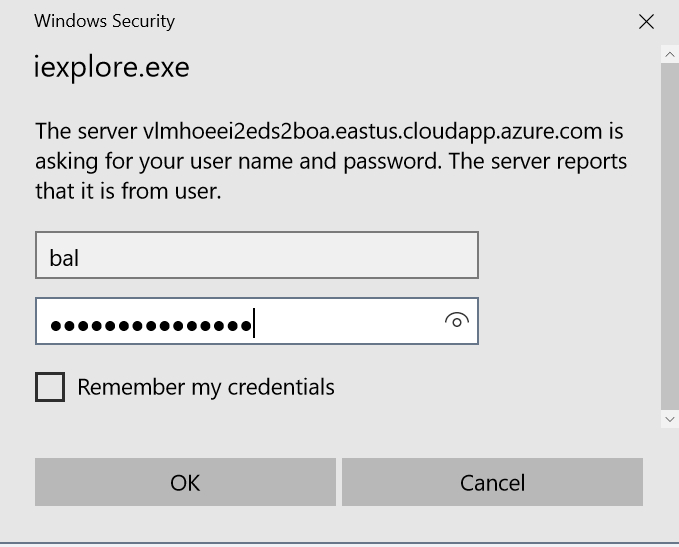 Windows Security
iexplore.exe
The server vlmhoeei2eds2boa.eastus.cloudapp.azure.com is
asking for your user name and password. The server reports
that it is from user.
bal
●●●●●●●●●●●●●●●
Remember my credentials
OK
Cancel